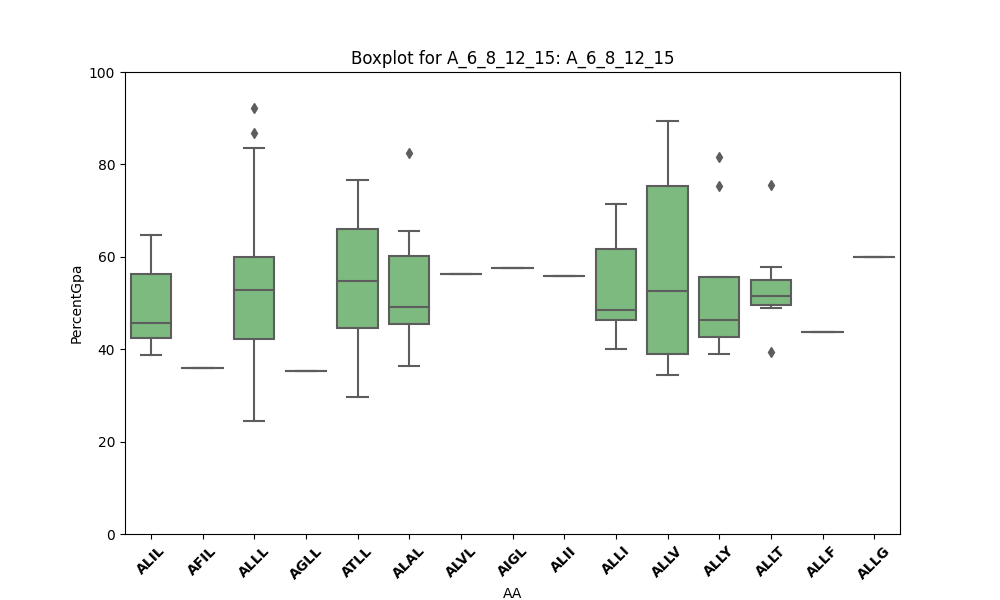 Boxplot for A_6_8_12_15: A_6_8_12_15
PercentGpa
100
80
60
40
20
0
ALIL AFIL ALLL AGLL ATLL ALAL ALVL AIGL ALII ALLI ALLV ALLY ALLT ALLF ALLG
AA